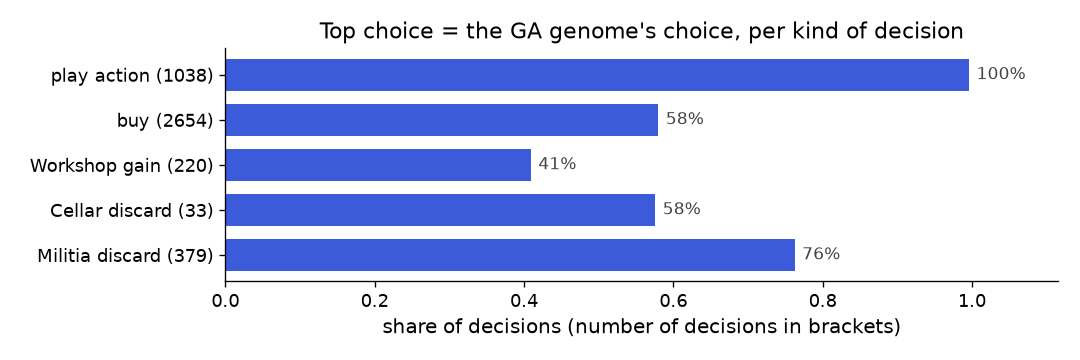 Top choice = the GA genome's choice, per kind of decision
play action (1038)
100%
buy (2654)
58%
Workshop gain (220)
41%
Cellar discard (33)
58%
Militia discard (379)
76%
0.0
0.2
0.4
0.6
0.8
1.0
share of decisions (number of decisions in brackets)